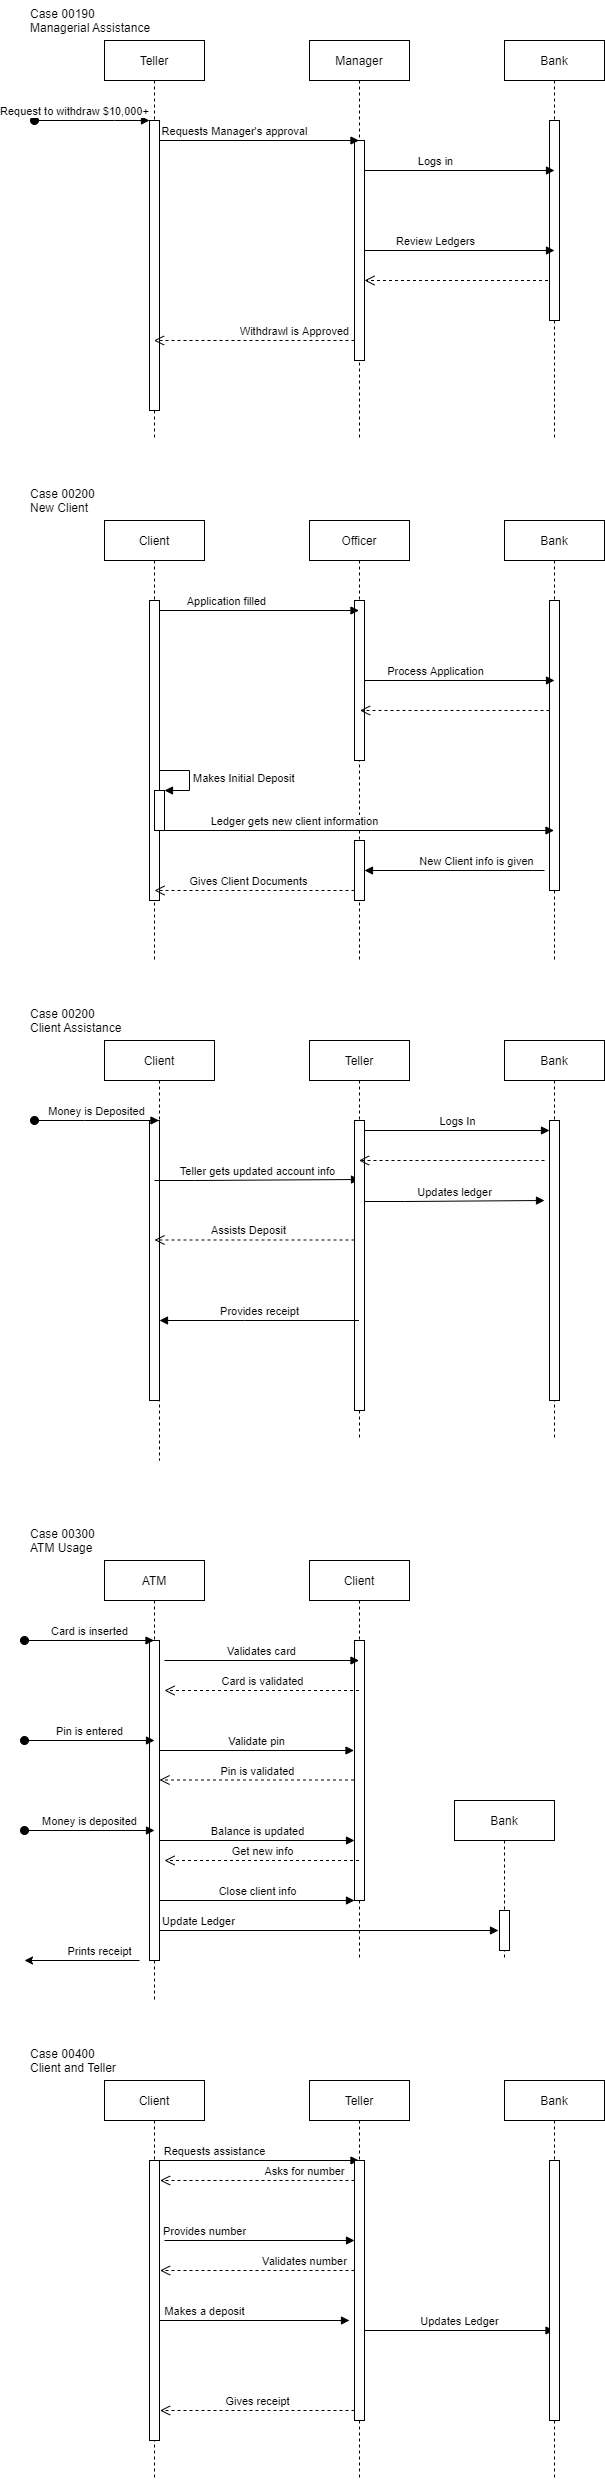 Case 00190
Managerial Assistance
Teller
Manager
Bank
Request to withdraw $10,000+
Requests Manager's approval
Logs in
Review Ledgers
Withdrawl is Approved
Case 00200
New Client
Client
Officer
Bank
Application filled
Process Application
Makes Initial Deposit
Ledger gets new client information
New Client info is given
Gives Client Documents
Case 00200
Client Assistance
Client
Teller
Bank
Money is Deposited
Logs In
Teller gets updated account info
Updates ledger
Assists Deposit
Provides receipt
Case 00300
ATM Usage
ATM
Client
Card is inserted
Validates card
Card is validated
Pin is entered
Validate pin
Pin is validated
Money is deposited
Bank
Balance is updated
Get new info
Close client info
Update Ledger
Prints receipt
Case 00400
Client and Teller
Client
Teller
Bank
Requests assistance
Asks for number
Provides number
Validates number
Makes a deposit
Updates Ledger
Gives receipt